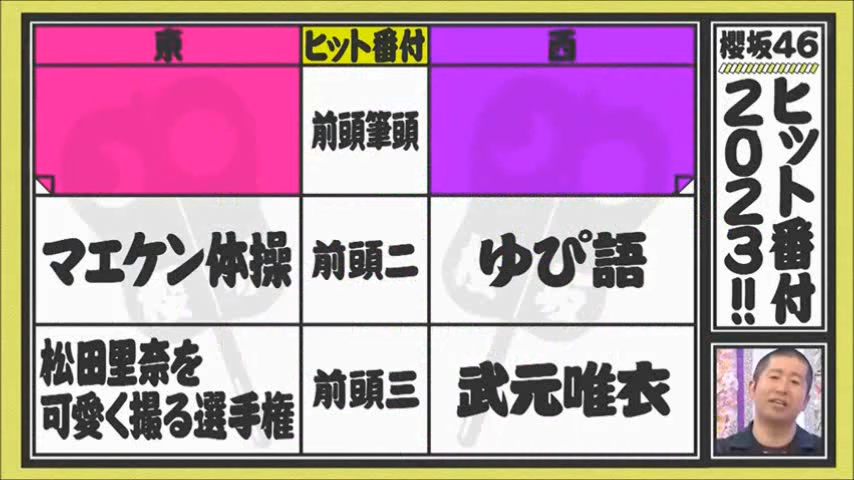 東
ヒット番付
西
前頭筆頭
マエケン体操
前頭二
ゆぴ語
松田里奈を
可愛く撮る選手権
前頭三
武元唯衣
櫻坂46
ヒット番付
2023!!